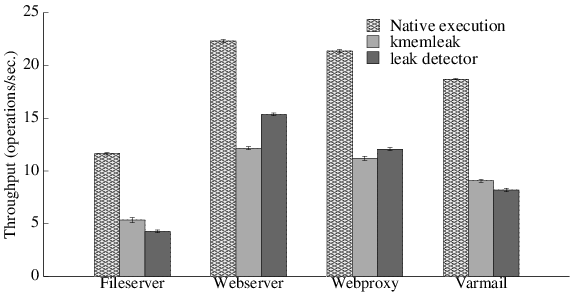 25
20
15
10
5
0
Throughput (operations/sec.)
Native execution
kmemleak
leak detector
Fileserver
Webserver
Webproxy
Varmail